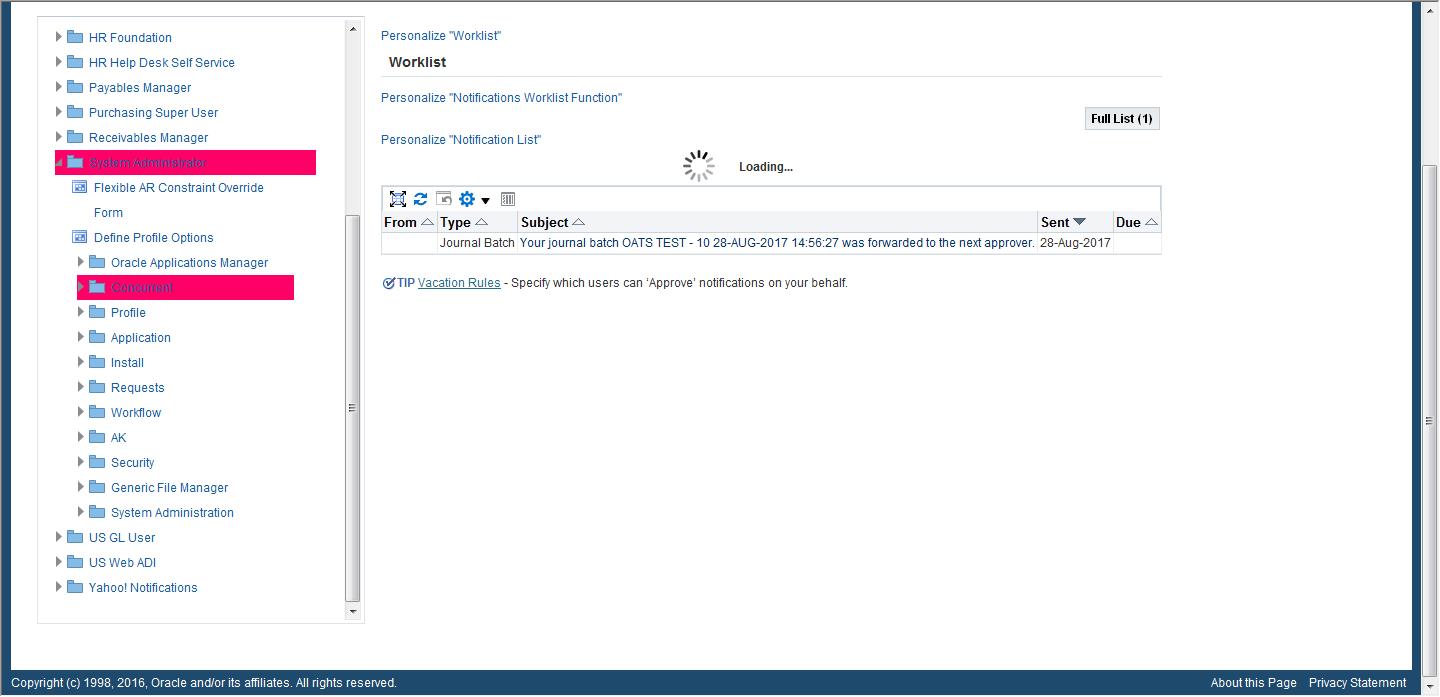 HR Foundation
HR Help Desk Self Service
Payables Manager
Purchasing Super User
Receivables Manager
System Administrator
Flexible AR Constraint Override
Form
Define Profile Options
Oracle Applications Manager
Concurrent
Profile
Application
Install
Requests
Workflow
AK
Security
Generic File Manager
System Administration
US GL User
US Web ADI
Yahoo! Notifications
Personalize "Worklist"
Worklist
Personalize "Notifications Worklist Function"
Full List (1)
Personalize "Notification List"
Loading...
From Type Subject Sent Due
Journal Batch Your journal batch OATS TEST - 10 28-AUG-2017 14:56:27 was forwarded to the next approver. 28-Aug-2017
TIP Vacation Rules - Specify which users can ‘Approve’ notifications on your behalf.
Copyright (c) 1998, 2016, Oracle and/or its affiliates. All rights reserved. About this Page Privacy Statement